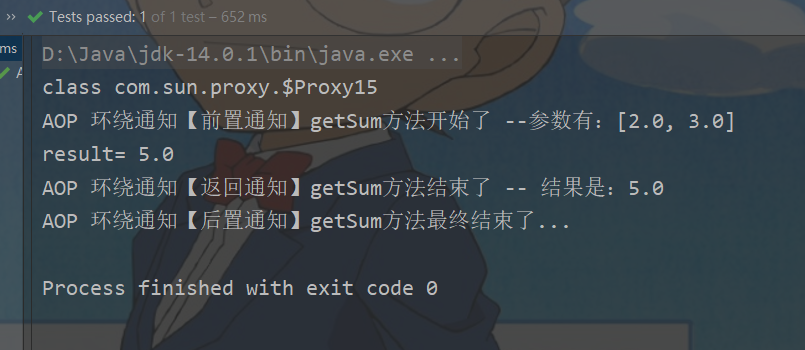 ›› Tests passed: 1 of 1 test – 652 ms
ms
D:\Java\jdk-14.0.1\bin\java.exe ...
class com.sun.proxy.$Proxy15
AOP 环绕通知【前置通知】getSum方法开始了 --参数有：[2.0, 3.0]
result= 5.0
AOP 环绕通知【返回通知】getSum方法结束了 -- 结果是：5.0
AOP 环绕通知【后置通知】getSum方法最终结束了...
Process finished with exit code 0